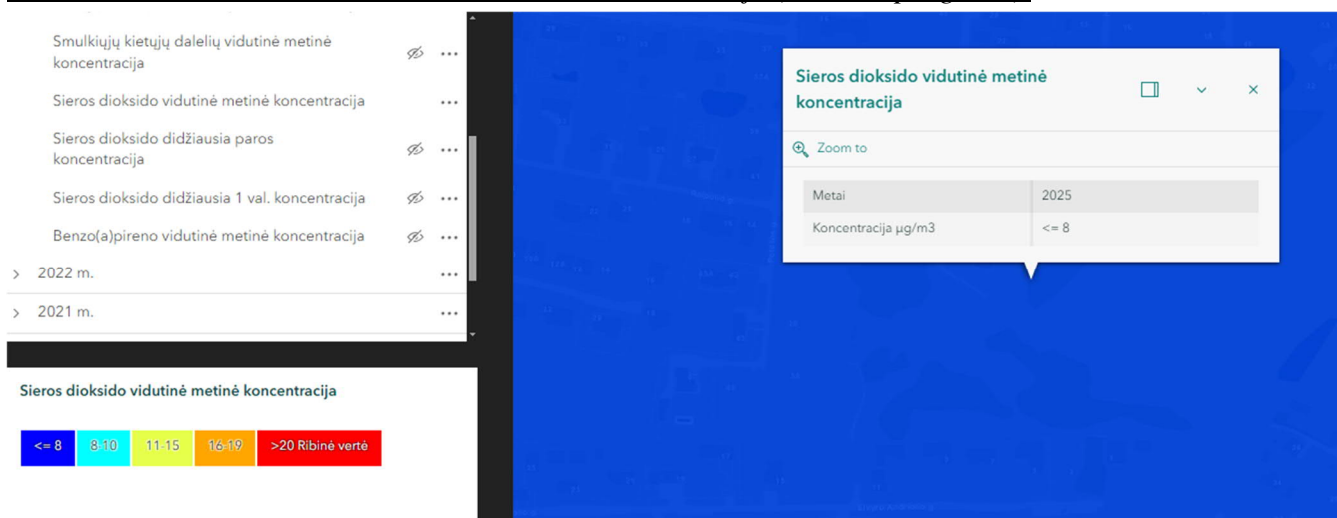 Smulkiųjų kietųjų dalelių vidutinė metinė
koncentracija
Sieros dioksido vidutinė metinė koncentracija
Sieros dioksido didžiausia paros
koncentracija
Sieros dioksido didžiausia 1 val. koncentracija
Benzo(a)pireno vidutinė metinė koncentracija
2022 m.
2021 m.
Sieros dioksido vidutinė metinė koncentracija
<= 8
8-10
11-15
16-19
>20 Ribinė vertė
Sieros dioksido vidutinė metinė
koncentracija
Zoom to
Metai 2025
Koncentracija µg/m3 <= 8